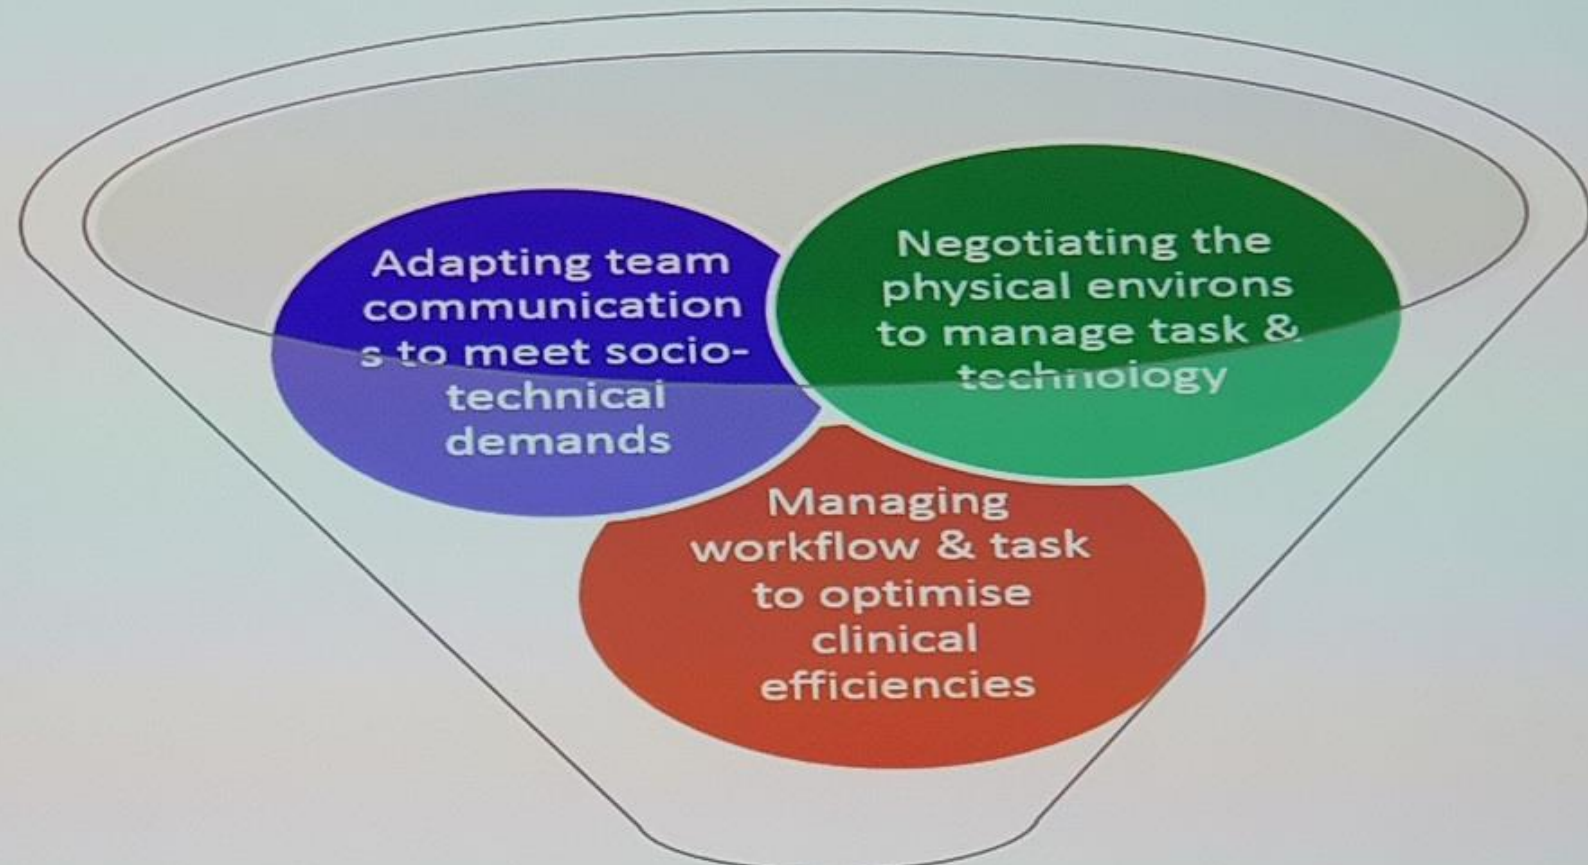 Adapting team
communication
s to meet socio-
technical
demands
Negotiating the
physical environs
to manage task &
technology
Managing
workflow & task
to optimise
clinical
efficiencies